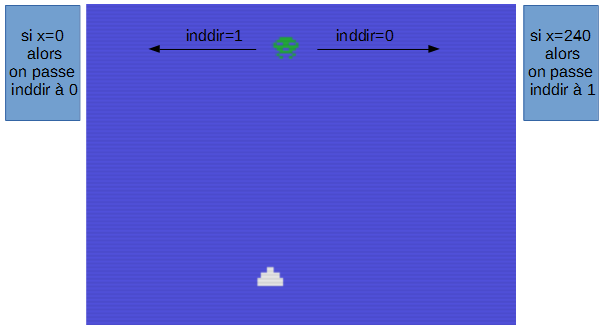 si x=0
alors
on passe
inddir à 0
inddir=1
inddir=0
si x=240
alors
on passe
inddir à 1